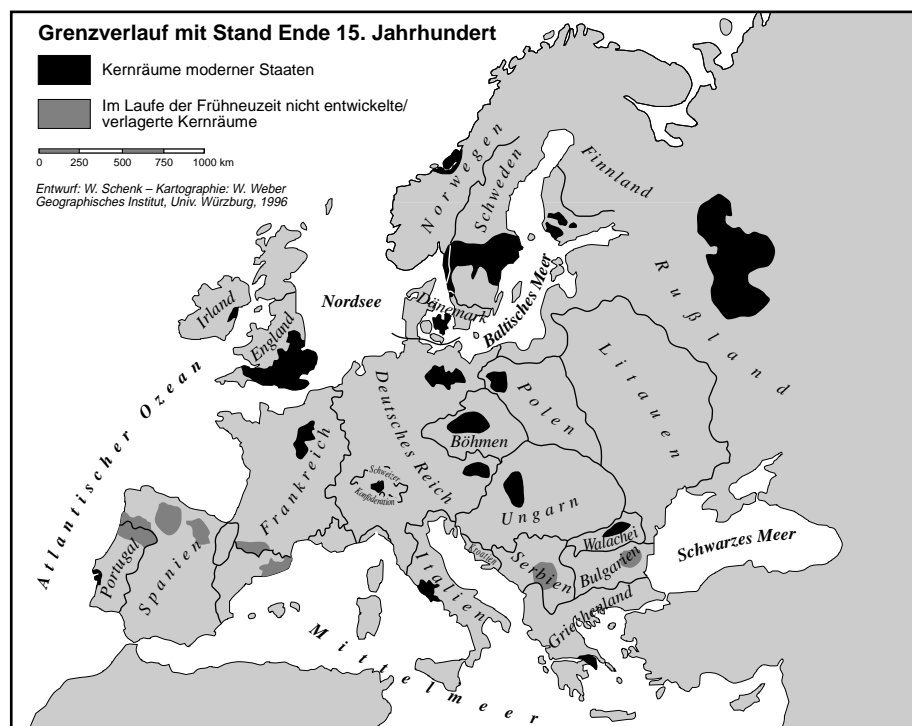 Grenzverlauf mit Stand Ende 15. Jahrhundert
Kernräume moderner Staaten
Im Laufe der Frühneuzeit nicht entwickelte/
verlagerte Kernräume
0 250 500 750 1000 km
Entwurf: W. Schenk – Kartographie: W. Weber
Geographisches Institut, Univ. Würzburg, 1996
Norwegen
Schweden
Finnland
Rußland
Irland
England
Nordsee
Dänemark
Baltisches Meer
Litauen
Atlantischer Ozean
Deutsches Reich
Polen
Böhmen
Frankreich
Schweizer
Konföderation
Ungarn
Portugal
Spanien
Italien
Kroatien
Serbien
Walachei
Bulgarien
Schwarzes Meer
Griechenland
Mittelmeer